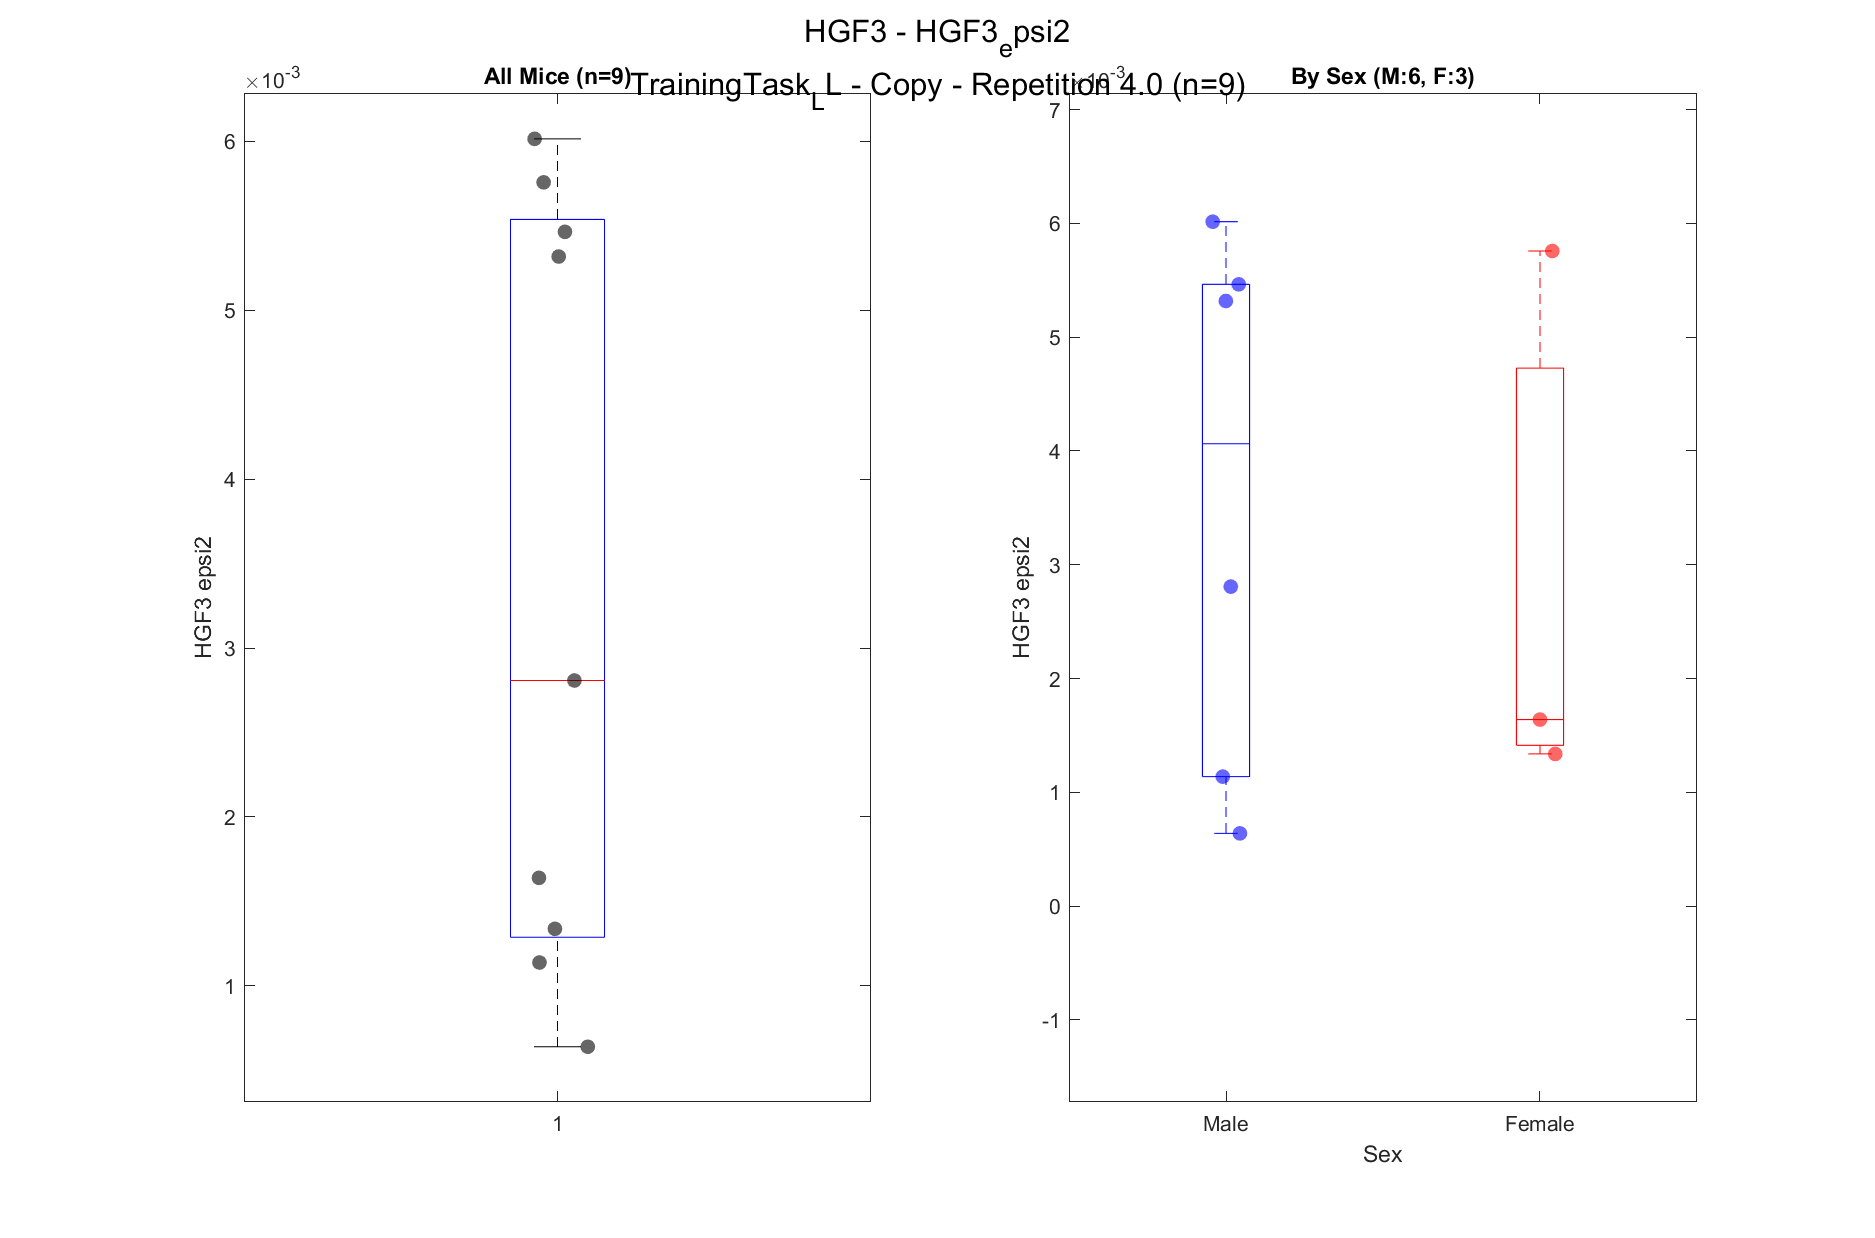 HGF3 - HGF3_epsi2
TrainingTask_LL - Copy - Repetition 4.0 (n=9)
All Mice (n=9)
×10^-3
6
5
4
3
2
1
HGF3 epsi2
1
By Sex (M:6, F:3)
×10^-3
7
6
5
4
3
2
1
0
-1
HGF3 epsi2
Male
Female
Sex